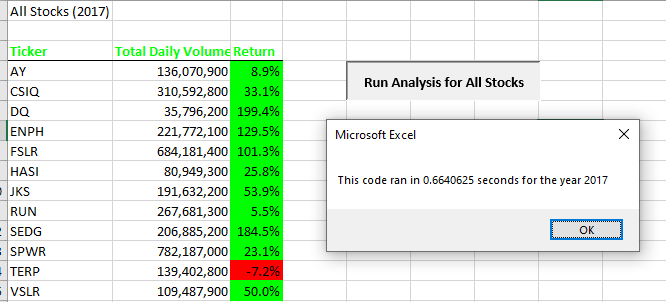 All Stocks (2017)
Ticker Total Daily Volume Return
AY 136,070,900 8.9%
CSIQ 310,592,800 33.1%
DQ 35,796,200 199.4%
ENPH 221,772,100 129.5%
FSLR 684,181,400 101.3%
HASI 80,949,300 25.8%
JKS 191,632,200 53.9%
RUN 267,681,300 5.5%
SEDG 206,885,200 184.5%
SPWR 782,187,000 23.1%
TERP 139,402,800 -7.2%
VSLR 109,487,900 50.0%
Run Analysis for All Stocks
Microsoft Excel
This code ran in 0.6640625 seconds for the year 2017
OK